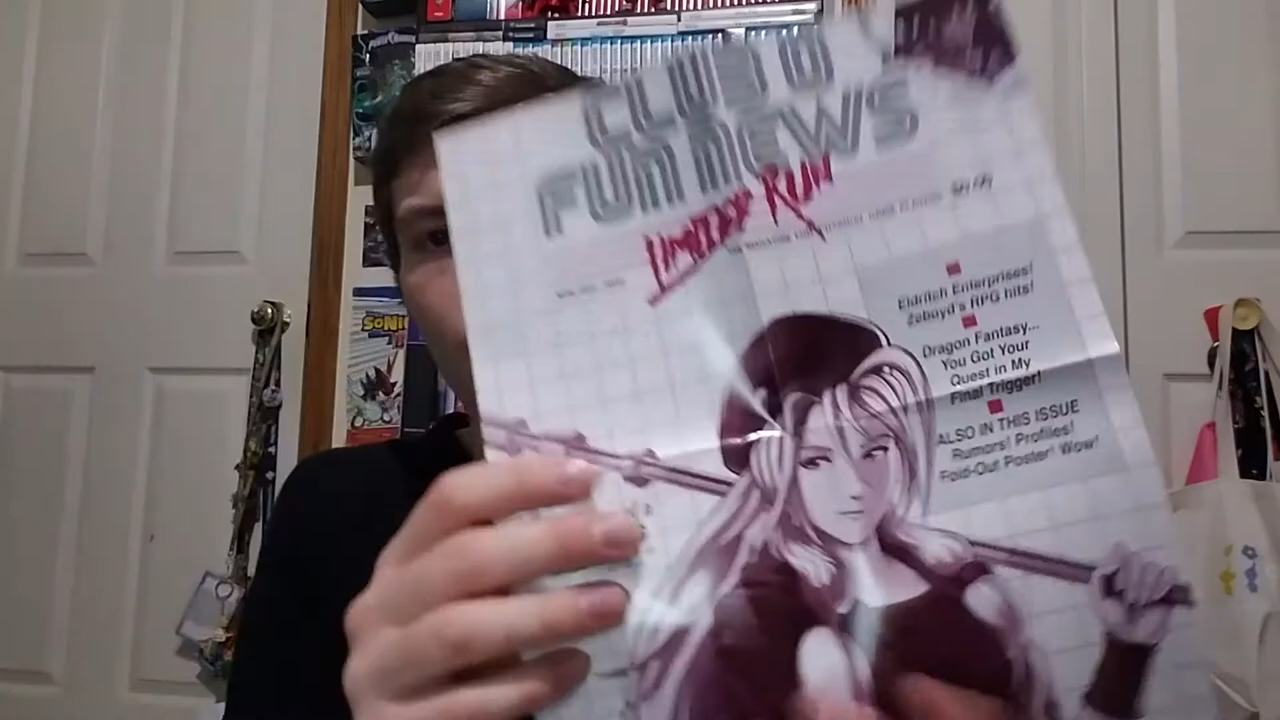 CLUB U
FUN NEWS
LIMITED RUN
Eldritch Enterprises!
Zeboyd's RPG hits!
Dragon Fantasy...
You Got Your
Quest in My
Final Trigger!
ALSO IN THIS ISSUE
Rumors! Profiles!
Fold-Out Poster! Wow!
SONIC